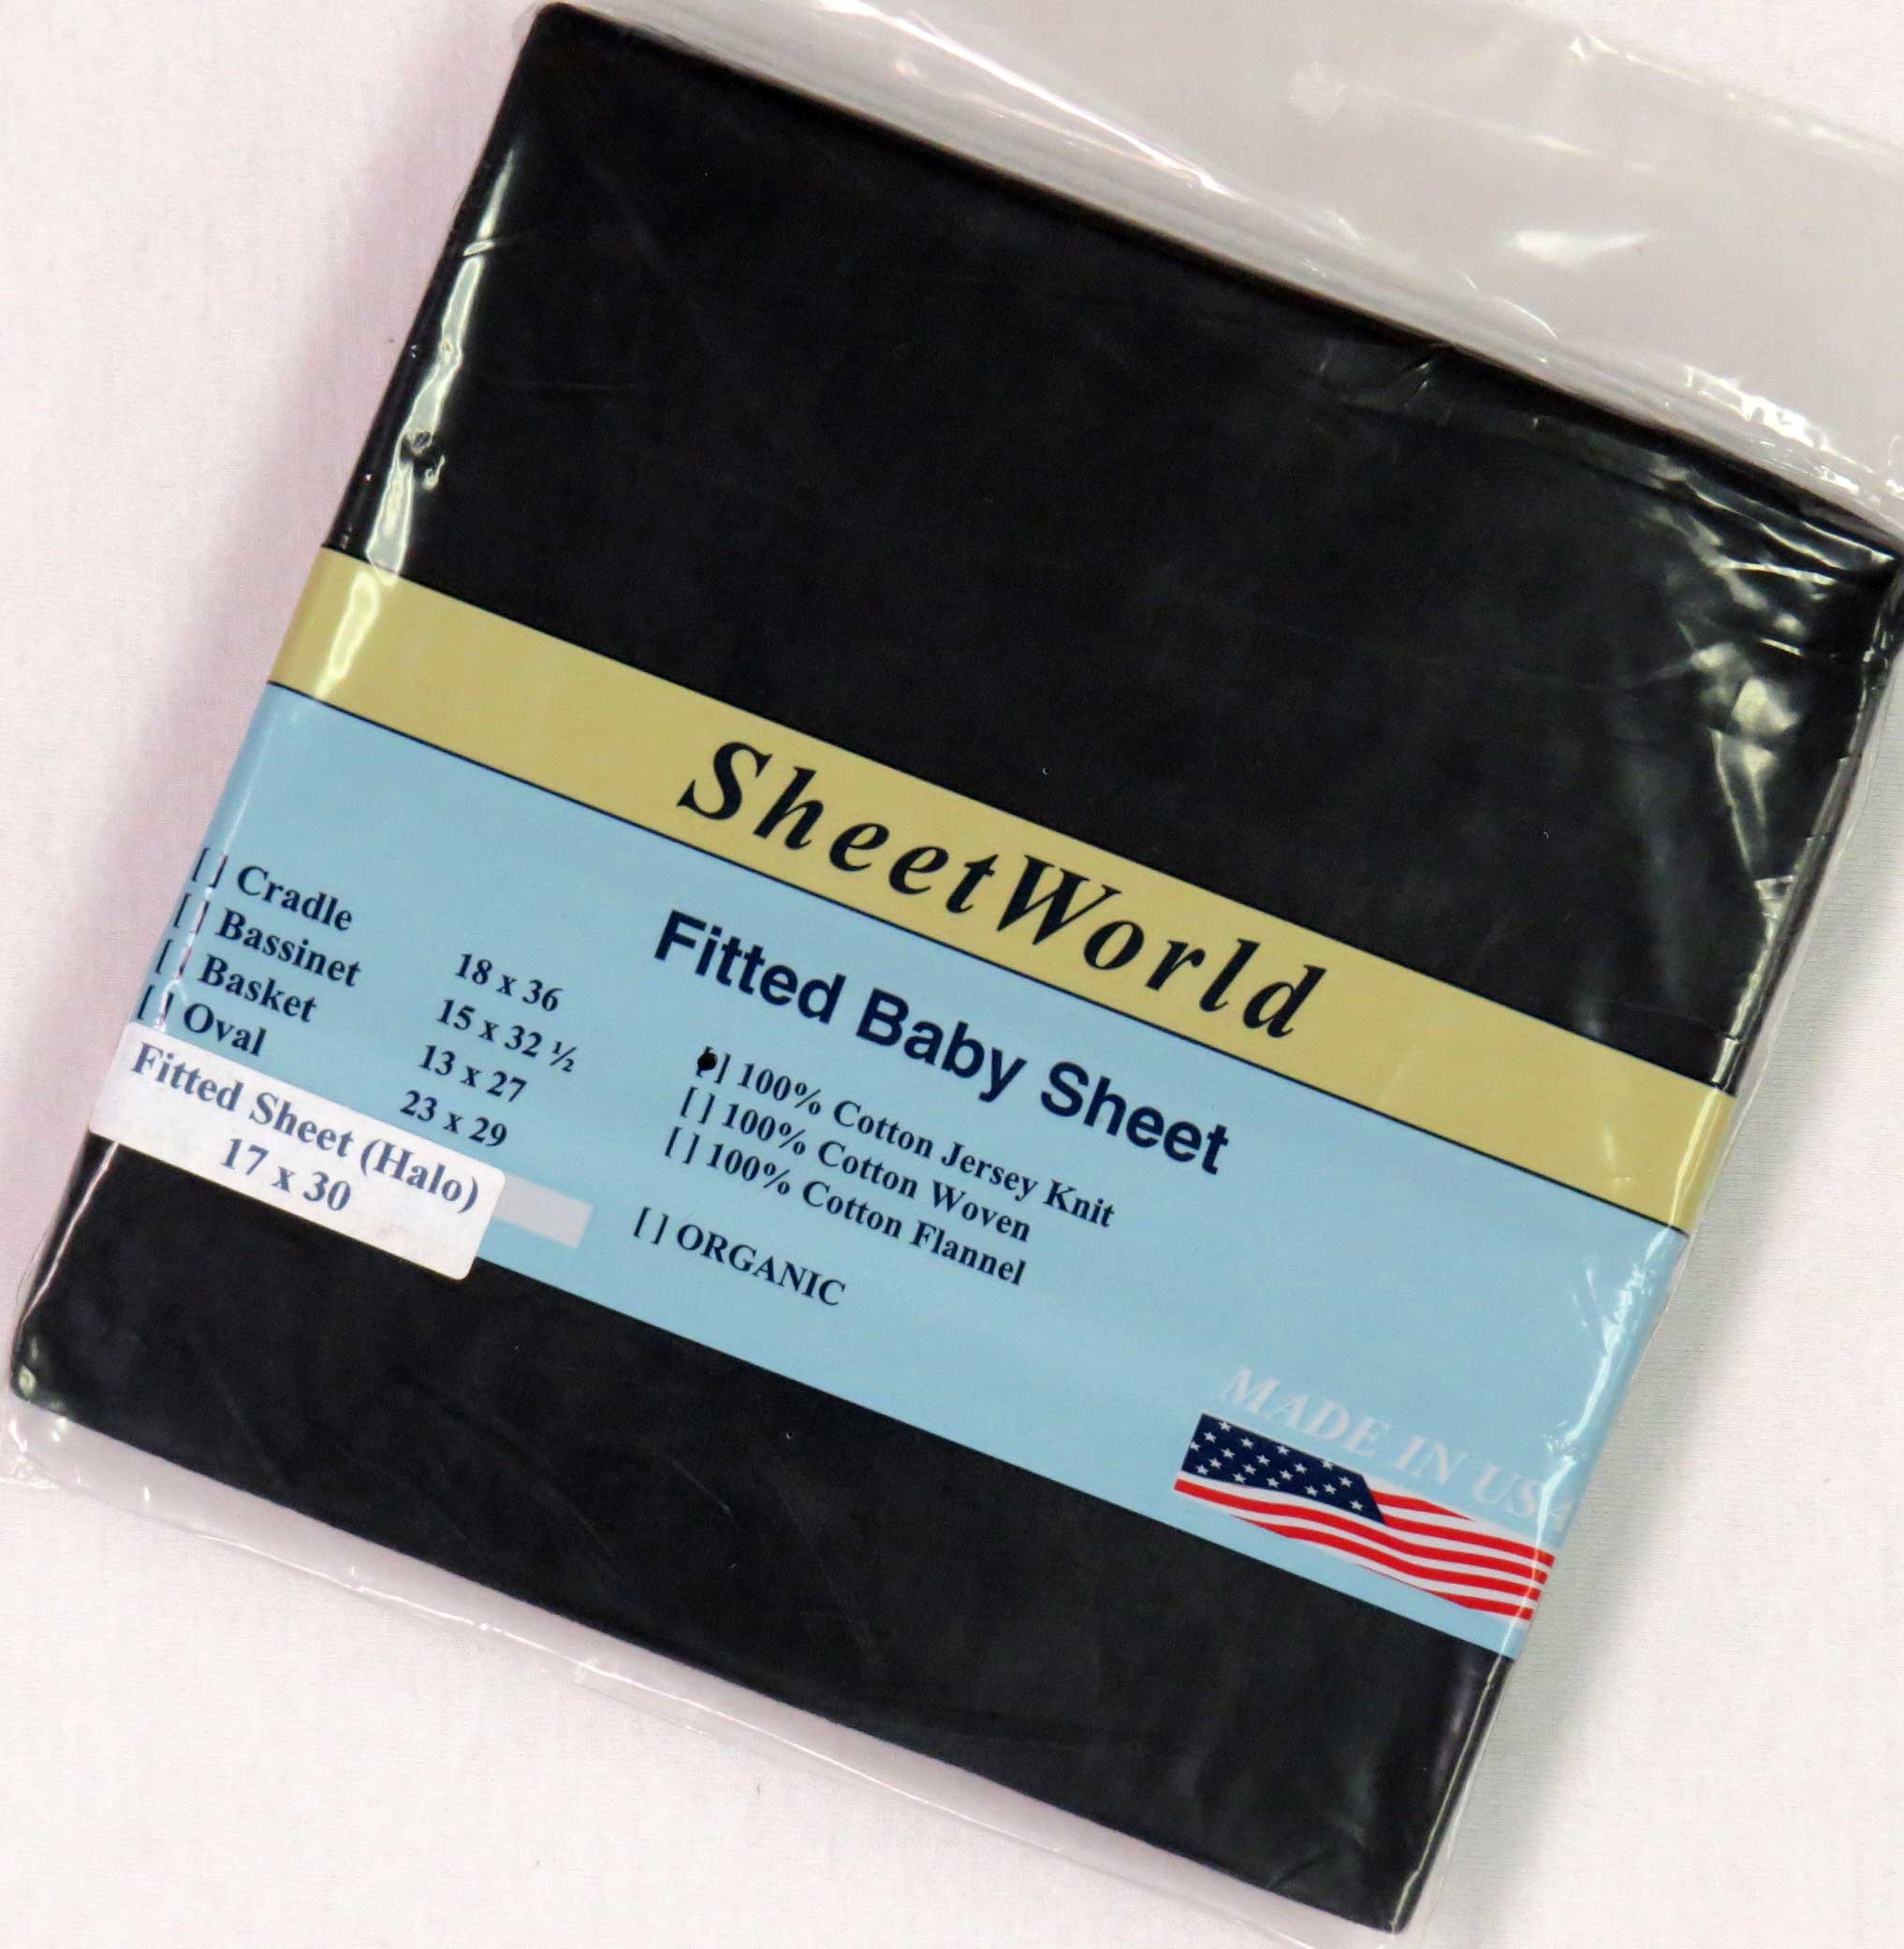 SheetWorld
Fitted Baby Sheet
[ ] Cradle 18 x 36
[ ] Bassinet 15 x 32 ½
[ ] Basket 13 x 27
[ ] Oval 23 x 29
Fitted Sheet (Halo)
17 x 30
[●] 100% Cotton Jersey Knit
[ ] 100% Cotton Woven
[ ] 100% Cotton Flannel
[ ] ORGANIC
MADE IN USA